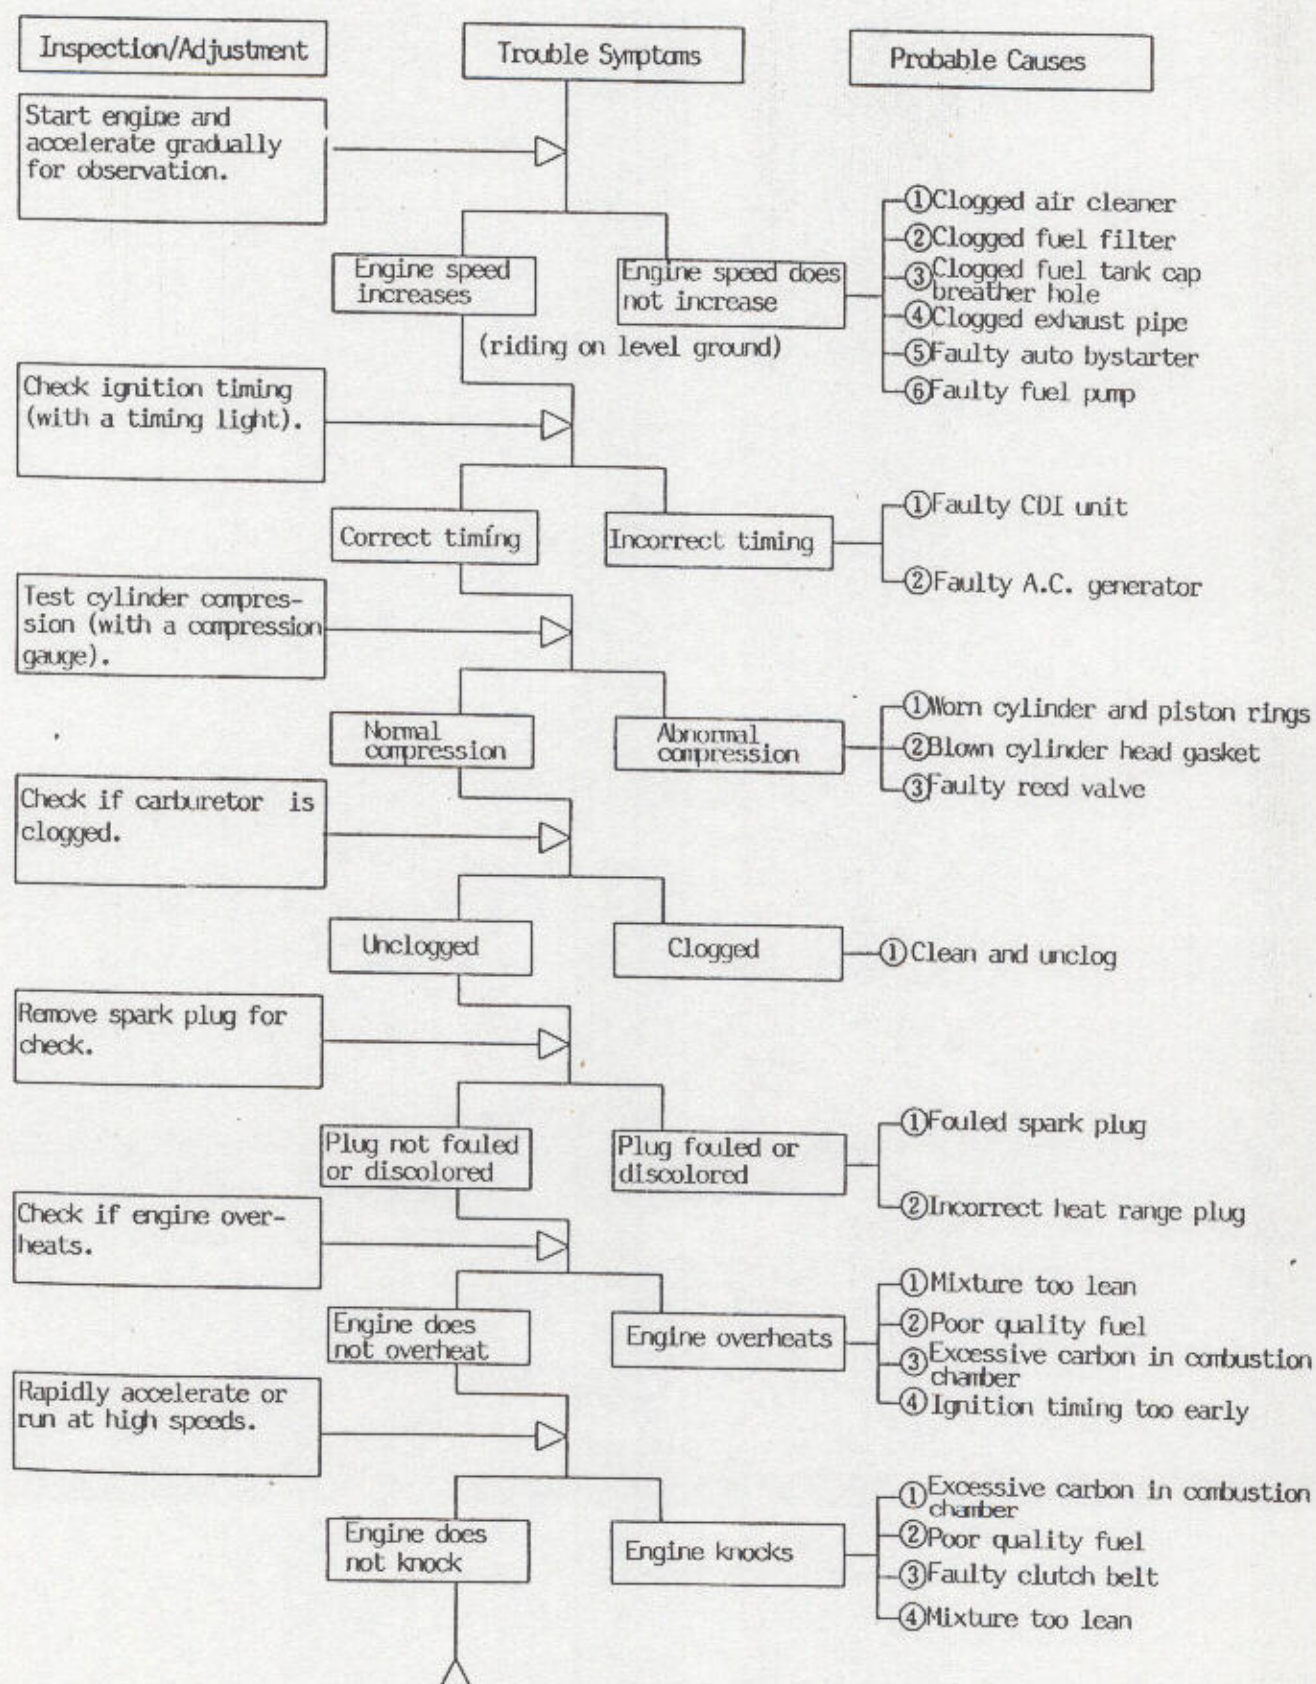 Inspection/Adjustment
Trouble Symptoms
Probable Causes
Start engine and
accelerate gradually
for observation.
Engine speed
increases
Engine speed does
not increase
①Clogged air cleaner
②Clogged fuel filter
③Clogged fuel tank cap
breather hole
④Clogged exhaust pipe
⑤Faulty auto bystarter
⑥Faulty fuel pump
(riding on level ground)
Check ignition timing
(with a timing light).
Correct timing
Incorrect timing
①Faulty CDI unit
②Faulty A.C. generator
Test cylinder compres-
sion (with a compression
gauge).
Normal
compression
Abnormal
compression
①Worn cylinder and piston rings
②Blown cylinder head gasket
③Faulty reed valve
Check if carburetor is
clogged.
Unclogged
Clogged
①Clean and unclog
Remove spark plug for
check.
Plug not fouled
or discolored
Plug fouled or
discolored
①Fouled spark plug
②Incorrect heat range plug
Check if engine over-
heats.
Engine does
not overheat
Engine overheats
①Mixture too lean
②Poor quality fuel
③Excessive carbon in combustion
chamber
④Ignition timing too early
Rapidly accelerate or
run at high speeds.
Engine does
not knock
Engine knocks
①Excessive carbon in combustion
chamber
②Poor quality fuel
③Faulty clutch belt
④Mixture too lean